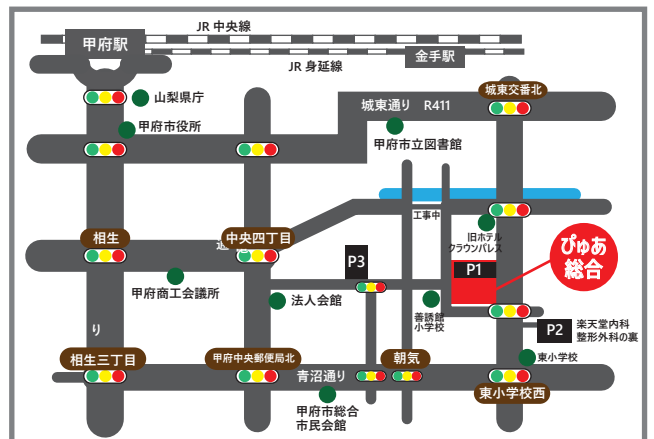 JR 中央線
甲府駅
JR 身延線
金手駅
山梨県庁
甲府市役所
城東通り R411
甲府市立図書館
城東交番北
工事中
旧ホテル
クラウンパレス
ぴゅあ
総合
相生
中央四丁目
P3
P1
甲府商工会議所
法人会館
善誘館
小学校
P2
楽天堂内科
整形外科の裏
り
相生三丁目
甲府中央郵便局北
青沼通り
朝気
東小学校
東小学校西
甲府市総合
市民会館